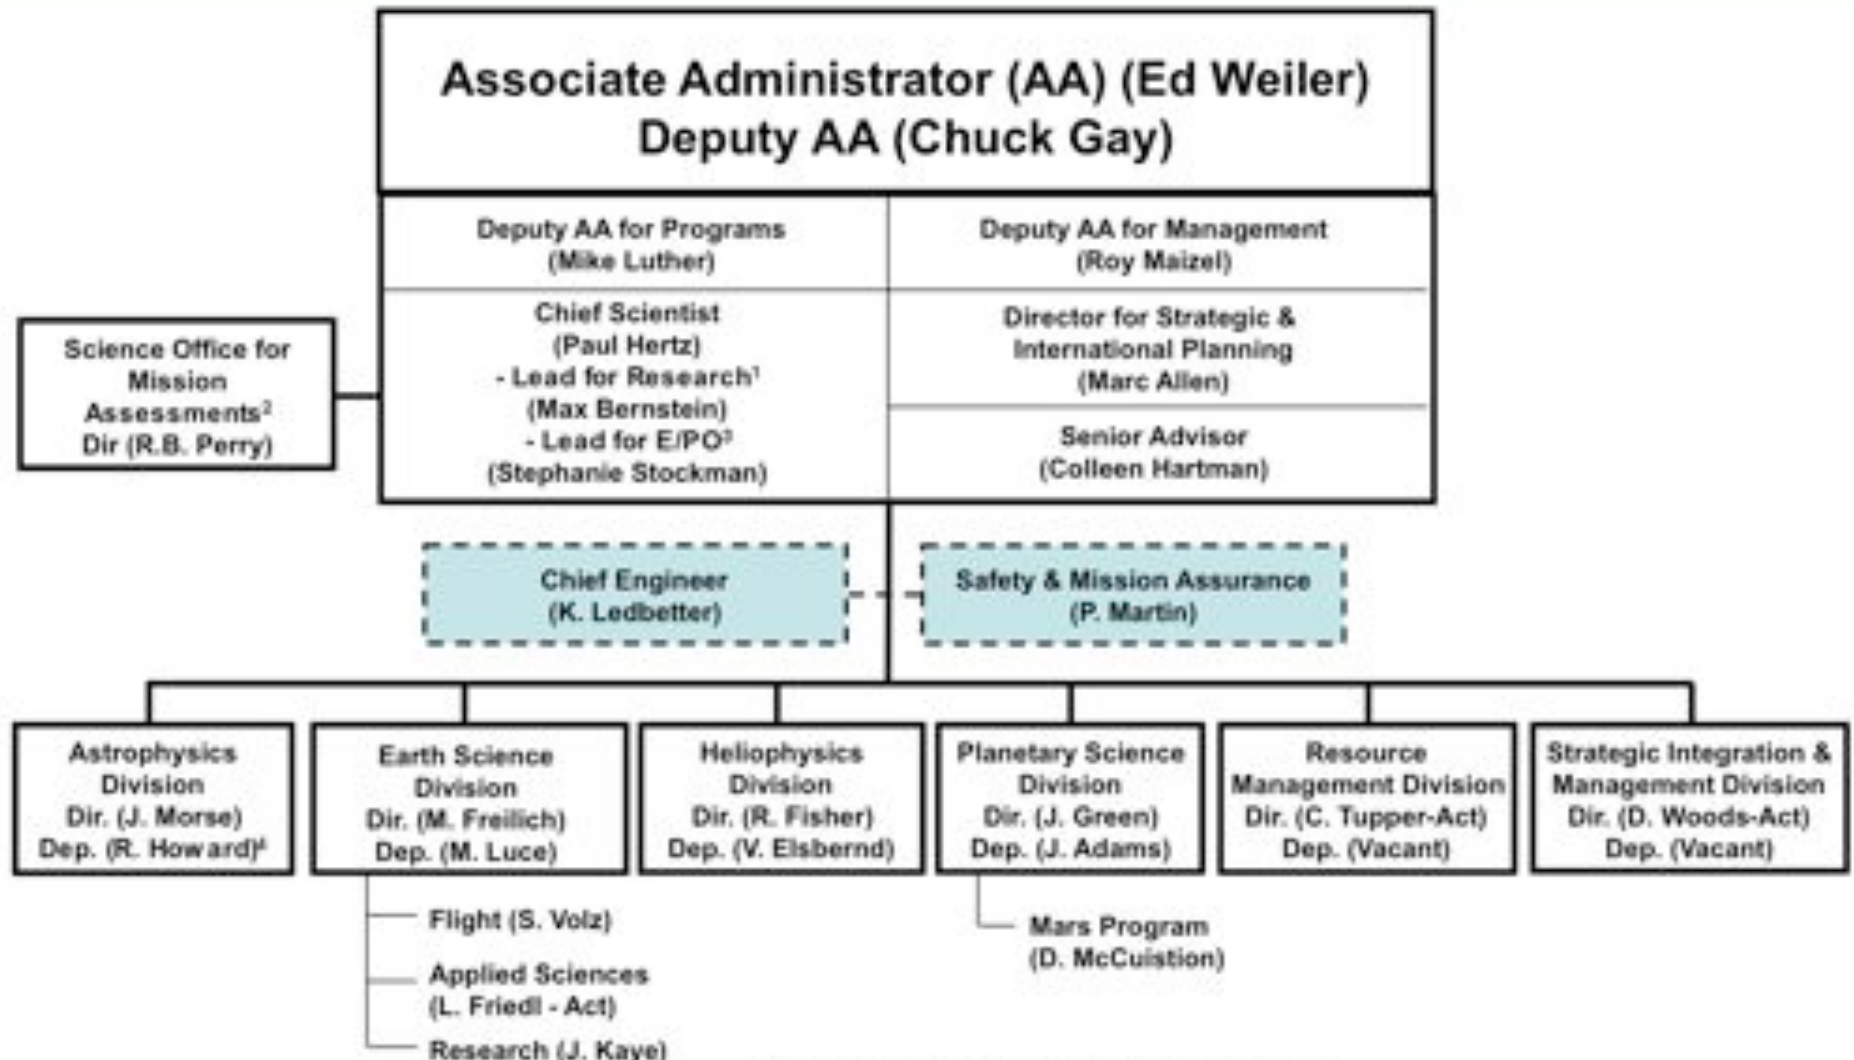 Associate Administrator (AA) (Ed Weiler)
Deputy AA (Chuck Gay)
Deputy AA for Programs
(Mike Luther)
Deputy AA for Management
(Roy Maizel)
Chief Scientist
(Paul Hertz)
- Lead for Research¹
(Max Bernstein)
- Lead for E/PO³
(Stephanie Stockman)
Director for Strategic &
International Planning
(Marc Allen)
Senior Advisor
(Colleen Hartman)
Science Office for
Mission
Assessments²
Dir (R.B. Perry)
Chief Engineer
(K. Ledbetter)
Safety & Mission Assurance
(P. Martin)
Astrophysics
Division
Dir. (J. Morse)
Dep. (R. Howard)⁴
Earth Science
Division
Dir. (M. Freilich)
Dep. (M. Luce)
Heliophysics
Division
Dir. (R. Fisher)
Dep. (V. Elsbernd)
Planetary Science
Division
Dir. (J. Green)
Dep. (J. Adams)
Resource
Management Division
Dir. (C. Tupper-Act)
Dep. (Vacant)
Strategic Integration &
Management Division
Dir. (D. Woods-Act)
Dep. (Vacant)
Flight (S. Volz)
Applied Sciences
(L. Friedl - Act)
Research (J. Kaye)
Mars Program
(D. McCuistion)